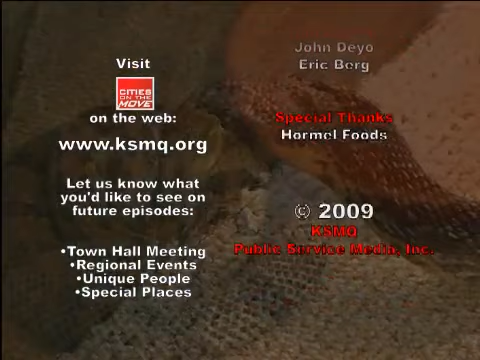 Visit
CITIES
ON THE
MOVE
on the web:
www.ksmq.org
Let us know what
you'd like to see on
future episodes:
•Town Hall Meeting
•Regional Events
•Unique People
•Special Places
John Deyo
Eric Berg
Special Thanks
Hormel Foods
© 2009
KSMQ
Public Service Media, Inc.